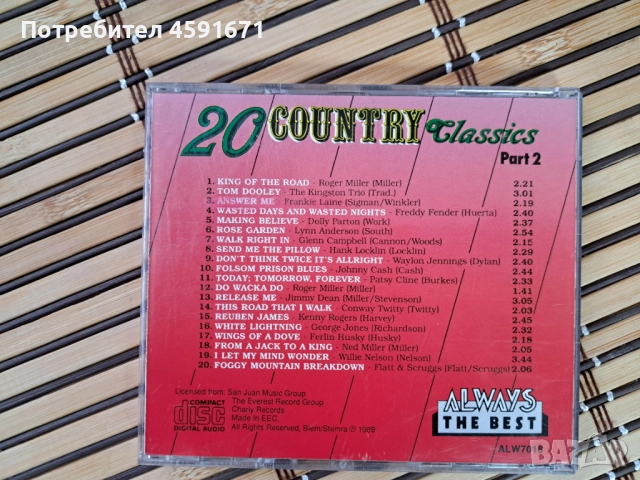 Потребител 4591671
20 COUNTRY Classics
Part 2
1. KING OF THE ROAD - Roger Miller (Miller) 2.21
2. TOM DOOLEY - The Kingston Trio (Trad.) 3.01
3. ANSWER ME - Frankie Laine (Sigman/Winkler) 2.19
4. WASTED DAYS AND WASTED NIGHTS - Freddy Fender (Huerta) 2.40
5. MAKING BELIEVE - Dolly Parton (Work) 2.37
6. ROSE GARDEN - Lynn Anderson (South) 2.54
7. WALK RIGHT IN - Glenn Campbell (Cannon/Woods) 2.15
8. SEND ME THE PILLOW - Hank Locklin (Locklin) 2.29
9. DON'T THINK TWICE IT'S ALLRIGHT - Waylon Jennings (Dylan) 2.40
10. FOLSOM PRISON BLUES - Johnny Cash (Cash) 2.44
11. TODAY; TOMORROW, FOREVER - Patsy Cline (Burkes) 2.33
12. DO WACKA DO - Roger Miller (Miller) 1.41
13. RELEASE ME - Jimmy Dean (Miller/Stevenson) 3.05
14. THIS ROAD THAT I WALK - Conway Twitty (Twitty) 2.03
15. REUBEN JAMES - Kenny Rogers (Harvey) 2.45
16. WHITE LIGHTNING - George Jones (Richardson) 2.32
17. WINGS OF A DOVE - Ferlin Husky (Husky) 2.18
18. FROM A JACK TO A KING - Ned Miller (Miller) 2.05
19. I LET MY MIND WONDER - Willie Nelson (Nelson) 3.44
20. FOGGY MOUNTAIN BREAKDOWN - Flatt & Scruggs (Flatt/Scruggs) 2.06
Licensed from: San Juan Music Group
The Everest Record Group
Charly Records
Made in EEC.
All Rights Reserved, Biem/Stemra ℗ 1989
COMPACT
disc
DIGITAL AUDIO
ALWAYS
THE BEST
ALW7018
BAZAR